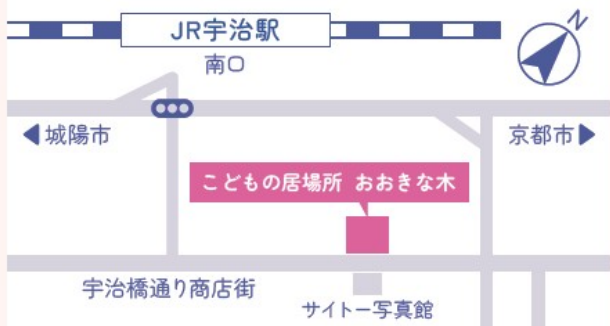 JR宇治駅
N
南口
◀城陽市
京都市▶
こどもの居場所 おおきな木
宇治橋通り商店街
サイトー写真館